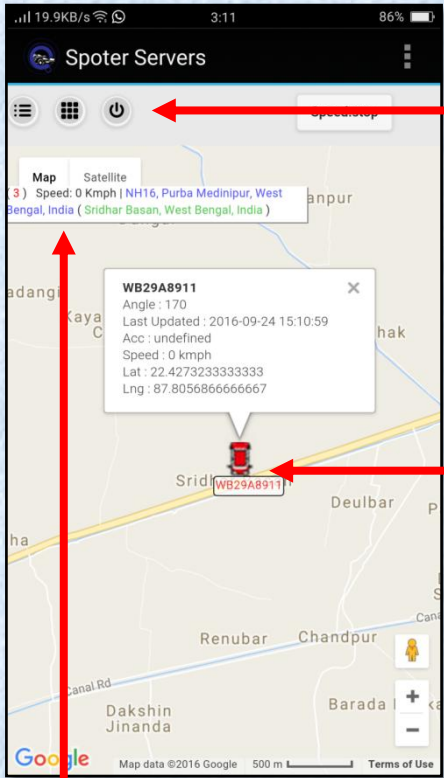 19.9KB/s 3:11 86%
Spoter Servers
Speed:stop
Map Satellite
( 3 ) Speed: 0 Kmph | NH16, Purba Medinipur, West
Bengal, India ( Sridhar Basan, West Bengal, India )
anpur
adangi
Kaya
C
hak
WB29A8911
Angle : 170
Last Updated : 2016-09-24 15:10:59
Acc : undefined
Speed : 0 kmph
Lat : 22.4273233333333
Lng : 87.8056866666667
Sridh
n
WB29A8911
Deulbar
P
ha
Cana
Renubar Chandpur
Canal Rd
Dakshin
Jinanda
Barada
ka
+
−
Google Map data ©2016 Google 500 m Terms of Use